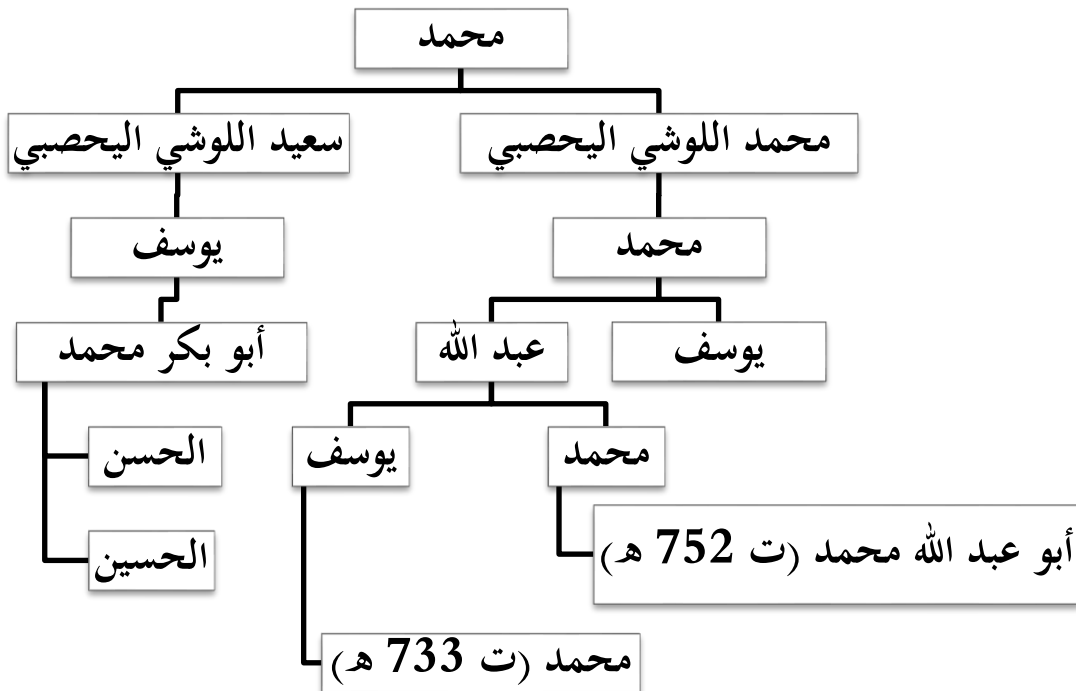 محمد
محمد اللوشي اليحصبي
سعيد اللوشي اليحصبي
محمد
يوسف
يوسف
عبد الله
أبو بكر محمد
محمد
يوسف
الحسن
أبو عبد الله محمد (ت 752 هـ)
الحسين
محمد (ت 733 هـ)